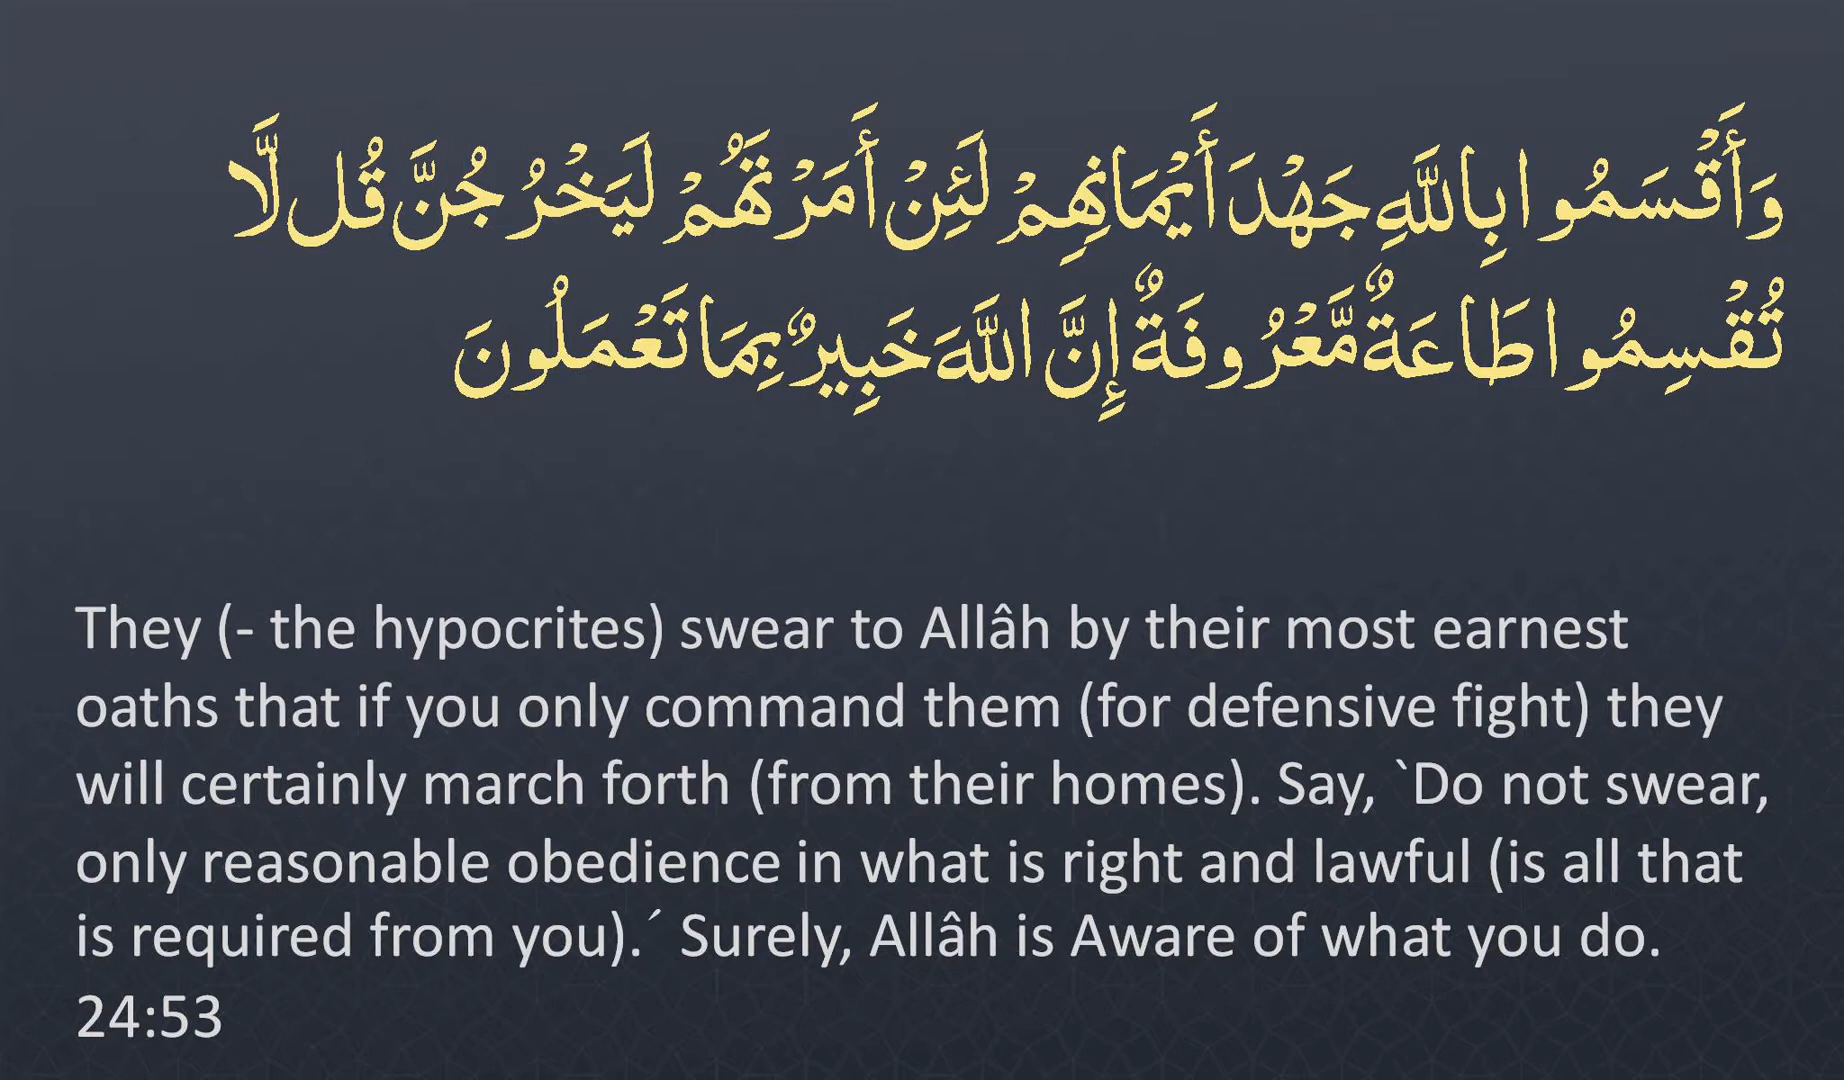 وَأَقْسَمُوا بِاللَّهِ جَهْدَ أَيْمَانِهِمْ لَئِنْ أَمَرْتَهُمْ لَيَخْرُجُنَّ قُل لَّا
تُقْسِمُوا طَاعَةٌ مَّعْرُوفَةٌ إِنَّ اللَّهَ خَبِيرٌ بِمَا تَعْمَلُونَ
They (- the hypocrites) swear to Allâh by their most earnest
oaths that if you only command them (for defensive fight) they
will certainly march forth (from their homes). Say, `Do not swear,
only reasonable obedience in what is right and lawful (is all that
is required from you).´ Surely, Allâh is Aware of what you do.
24:53